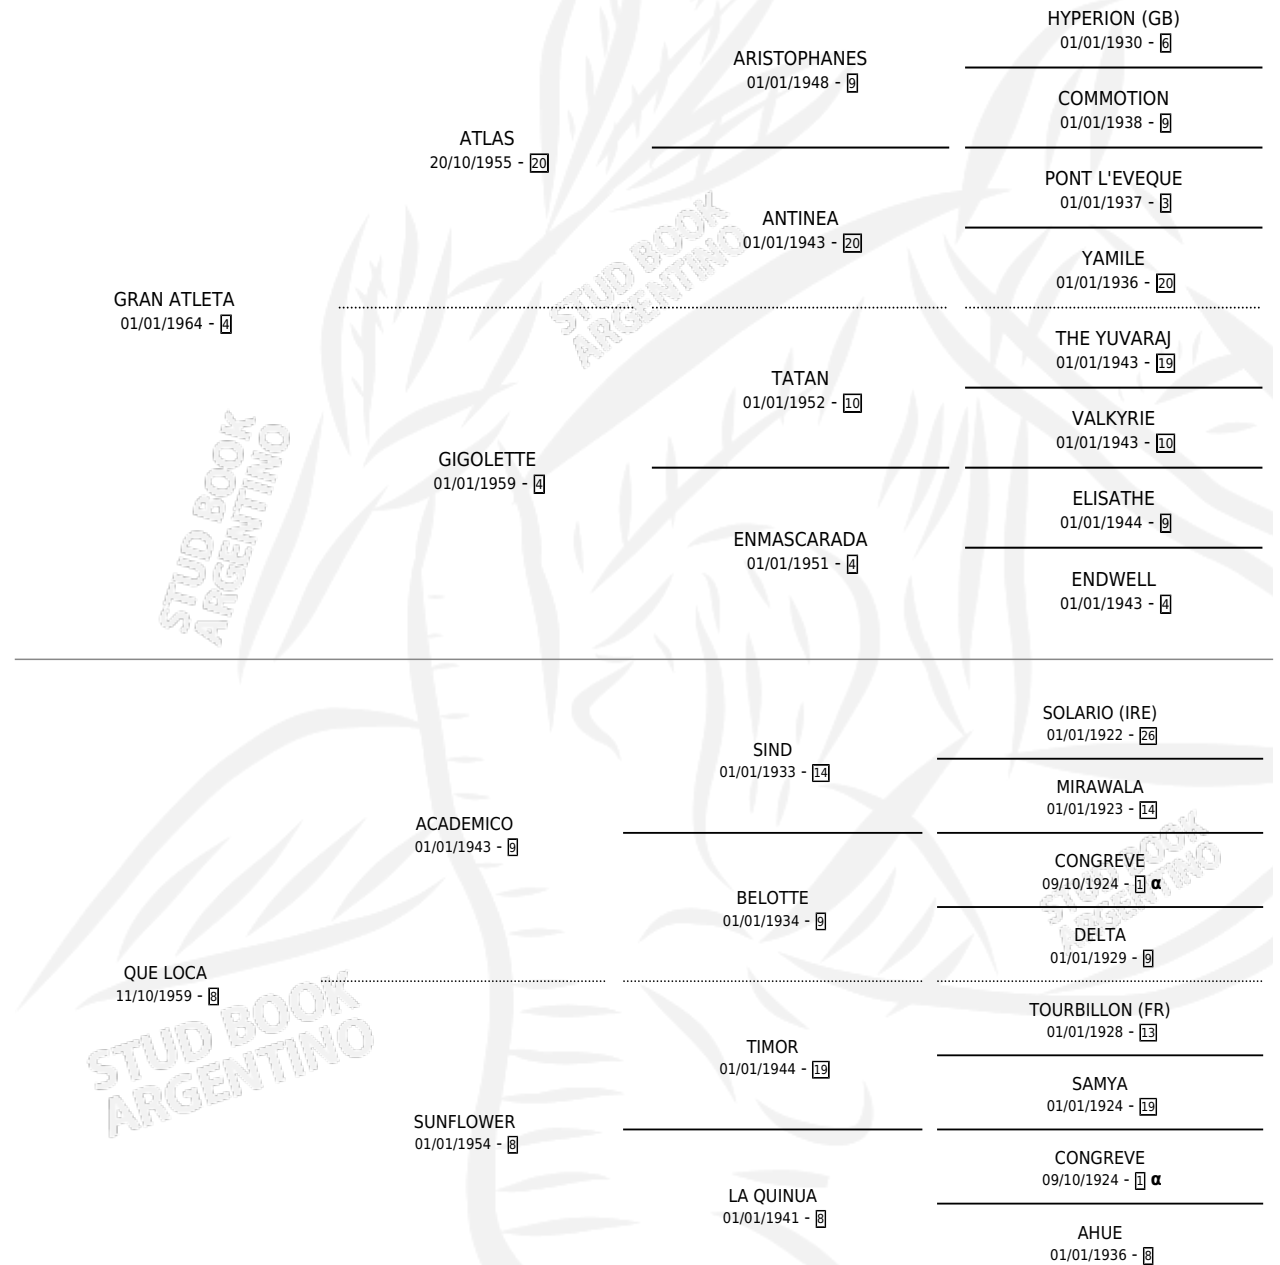 HYPERION (GB)
01/01/1930 - 6
ARISTOPHANES
01/01/1948 - 9
COMMOTION
01/01/1938 - 9
ATLAS
20/10/1955 - 20
PONT L'EVEQUE
01/01/1937 - 3
ANTINEA
01/01/1943 - 20
YAMILE
01/01/1936 - 20
GRAN ATLETA
01/01/1964 - 4
THE YUVARAJ
01/01/1943 - 19
TATAN
01/01/1952 - 10
VALKYRIE
01/01/1943 - 10
GIGOLETTE
01/01/1959 - 4
ELISATHE
01/01/1944 - 9
ENMASCARADA
01/01/1951 - 4
ENDWELL
01/01/1943 - 4
SOLARIO (IRE)
01/01/1922 - 26
SIND
01/01/1933 - 14
MIRAWALA
01/01/1923 - 14
ACADEMICO
01/01/1943 - 9
CONGREVE
09/10/1924 - 1 α
BELOTTE
01/01/1934 - 9
DELTA
01/01/1929 - 9
QUE LOCA
11/10/1959 - 8
TOURBILLON (FR)
01/01/1928 - 13
TIMOR
01/01/1944 - 19
SAMYA
01/01/1924 - 19
SUNFLOWER
01/01/1954 - 8
CONGREVE
09/10/1924 - 1 α
LA QUINUA
01/01/1941 - 8
AHUE
01/01/1936 - 8
STUD BOOK
ARGENTINO
STUD BOOK
ARGENTINO
STUD BOOK
ARGENTINO
STUD BOOK
ARGENTINO